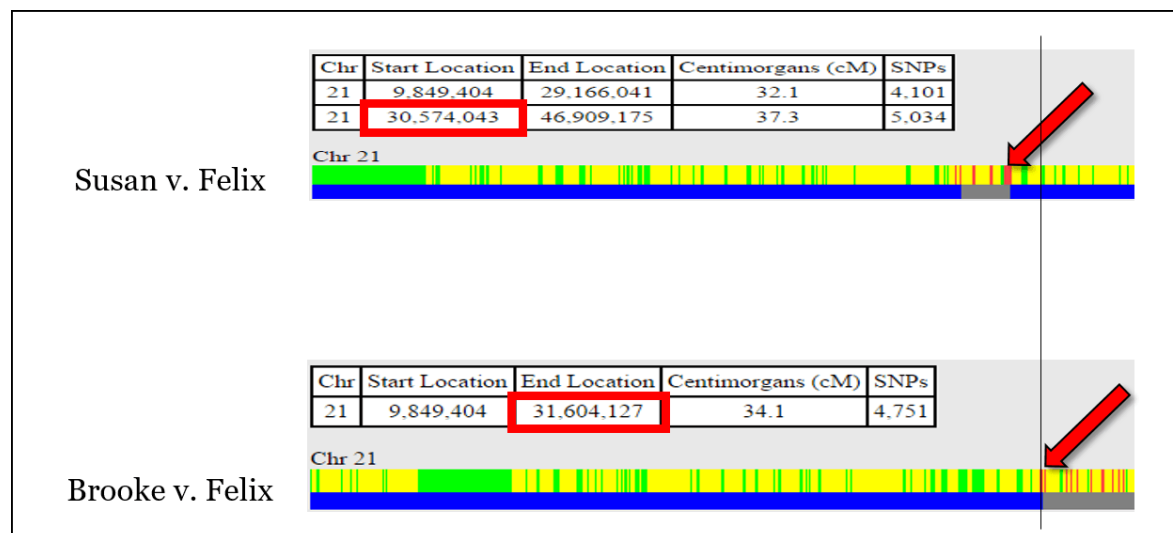 Chr Start Location End Location Centimorgans (cM) SNPs
21 9,849,404 29,166,041 32.1 4,101
21 30,574,043 46,909,175 37.3 5,034
Chr 21
Susan v. Felix
Chr Start Location End Location Centimorgans (cM) SNPs
21 9,849,404 31,604,127 34.1 4,751
Chr 21
Brooke v. Felix